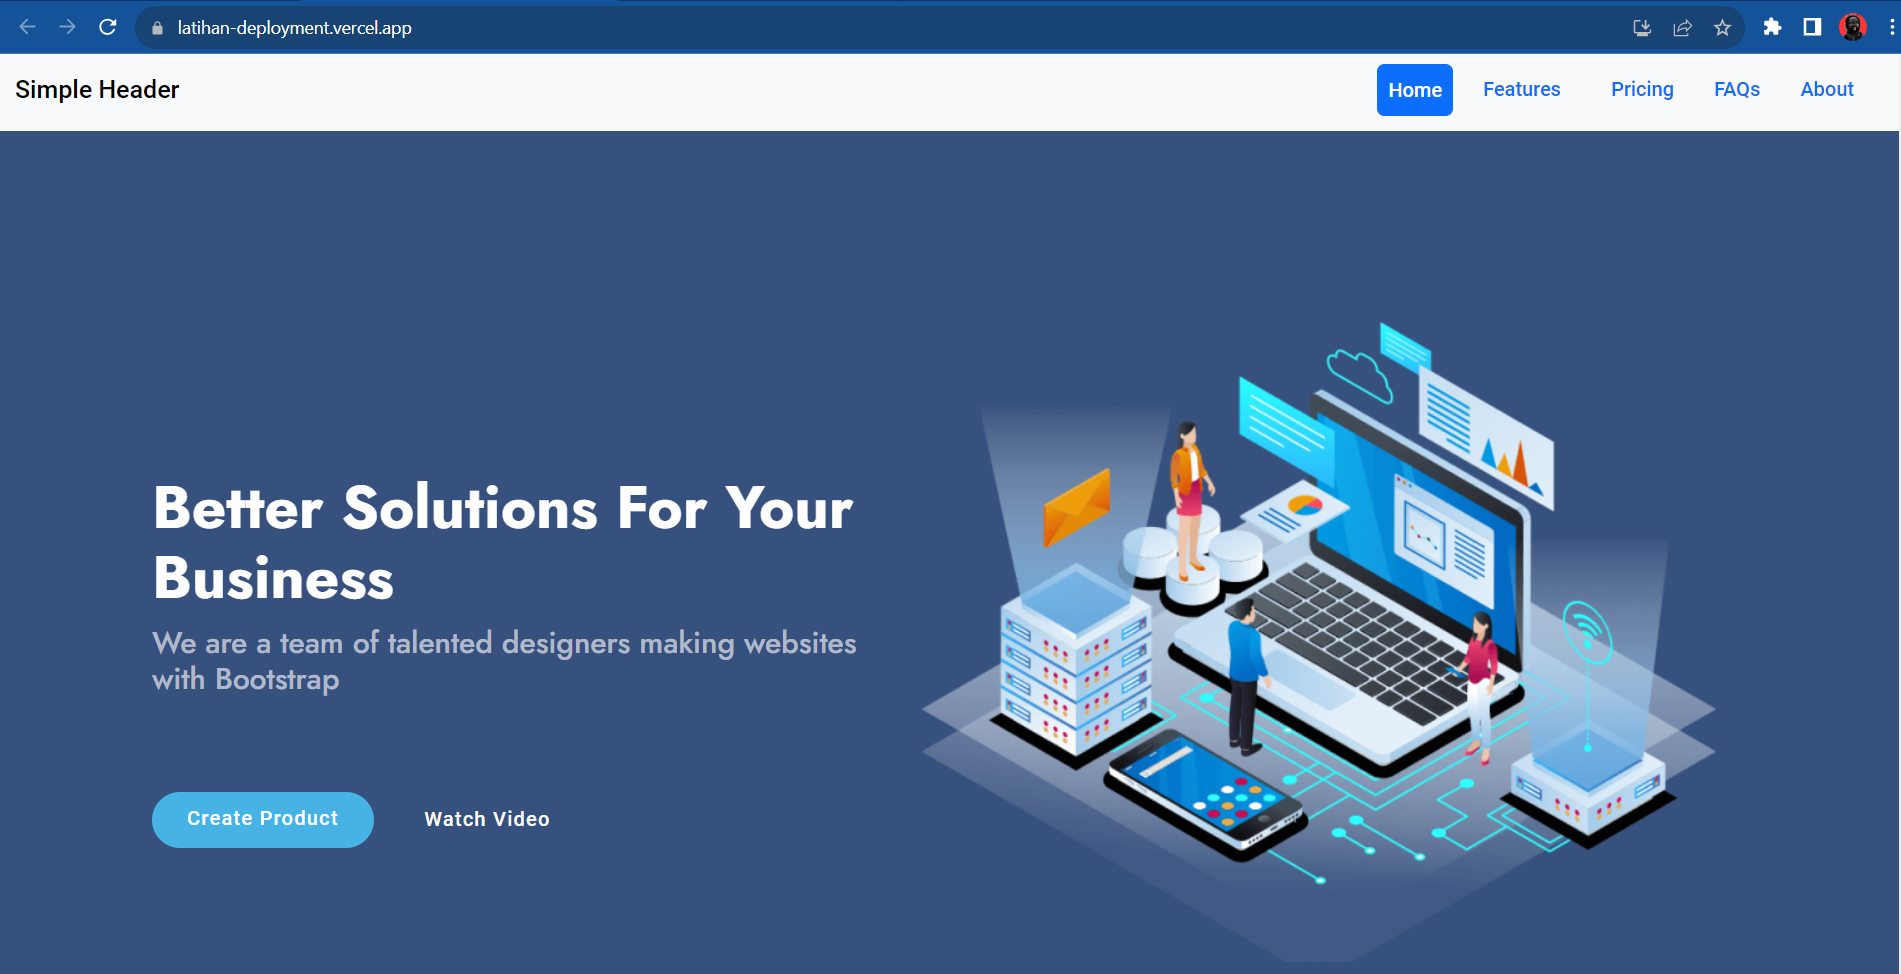 latihan-deployment.vercel.app
Simple Header
Home Features Pricing FAQs About
Better Solutions For Your
Business
We are a team of talented designers making websites
with Bootstrap
Create Product Watch Video